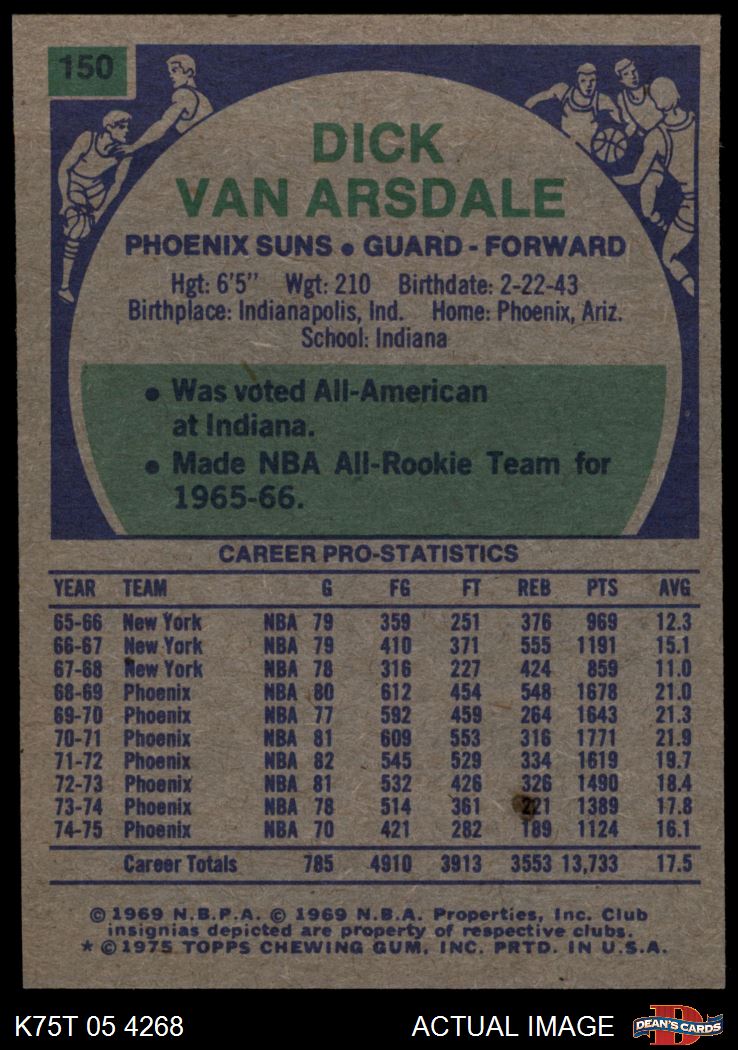 150
DICK
VAN ARSDALE
PHOENIX SUNS • GUARD - FORWARD
Hgt: 6'5" Wgt: 210 Birthdate: 2-22-43
Birthplace: Indianapolis, Ind. Home: Phoenix, Ariz.
School: Indiana
• Was voted All-American
at Indiana.
• Made NBA All-Rookie Team for
1965-66.
CAREER PRO-STATISTICS
YEAR TEAM G FG FT REB PTS AVG
65-66 New York NBA 79 359 251 376 969 12.3
66-67 New York NBA 79 410 371 555 1191 15.1
67-68 New York NBA 78 316 227 424 859 11.0
68-69 Phoenix NBA 80 612 454 548 1678 21.0
69-70 Phoenix NBA 77 592 459 264 1643 21.3
70-71 Phoenix NBA 81 609 553 316 1771 21.9
71-72 Phoenix NBA 82 545 529 334 1619 19.7
72-73 Phoenix NBA 81 532 426 326 1490 18.4
73-74 Phoenix NBA 78 514 361 221 1389 17.8
74-75 Phoenix NBA 70 421 282 189 1124 16.1
Career Totals 785 4910 3913 3553 13,733 17.5
© 1969 N.B.P.A. © 1969 N.B.A. Properties, Inc. Club
insignias depicted are property of respective clubs.
* © 1975 TOPPS CHEWING GUM, INC. PRTD. IN U.S.A.
K75T 05 4268 ACTUAL IMAGE DEAN'S CARDS